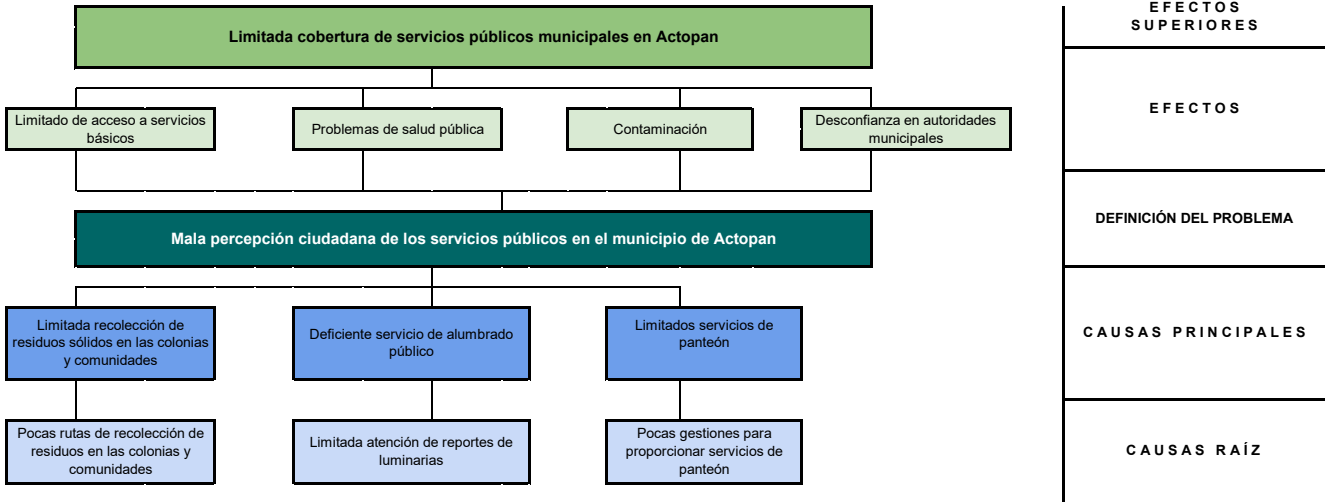 EFECTOS
SUPERIORES
Limitada cobertura de servicios públicos municipales en Actopan
EFECTOS
Limitado de acceso a servicios
básicos
Problemas de salud pública
Contaminación
Desconfianza en autoridades
municipales
DEFINICIÓN DEL PROBLEMA
Mala percepción ciudadana de los servicios públicos en el municipio de Actopan
CAUSAS PRINCIPALES
Limitada recolección de
residuos sólidos en las colonias
y comunidades
Deficiente servicio de alumbrado
público
Limitados servicios de
panteón
CAUSAS RAÍZ
Pocas rutas de recolección de
residuos en las colonias y
comunidades
Limitada atención de reportes de
luminarias
Pocas gestiones para
proporcionar servicios de
panteón